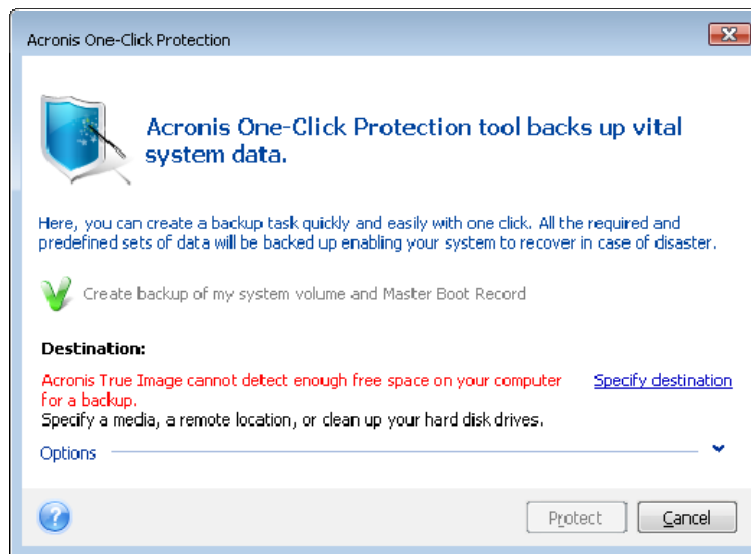 Acronis One-Click Protection
Acronis One-Click Protection tool backs up vital
system data.
Here, you can create a backup task quickly and easily with one click. All the required and
predefined sets of data will be backed up enabling your system to recover in case of disaster.
Create backup of my system volume and Master Boot Record
Destination:
Acronis True Image cannot detect enough free space on your computer Specify destination
for a backup.
Specify a media, a remote location, or clean up your hard disk drives.
Options
Protect Cancel